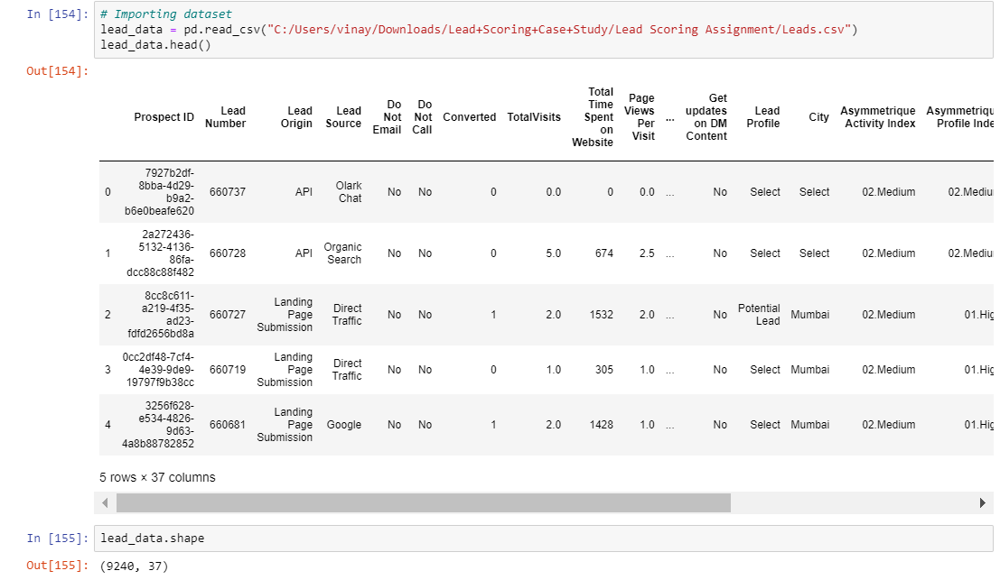 In [154]: # Importing dataset
lead_data = pd.read_csv("C:/Users/vinay/Downloads/Lead+Scoring+Case+Study/Lead Scoring Assignment/Leads.csv")
lead_data.head()
Out[154]:
Prospect ID Lead Number Lead Origin Lead Source Do Not Email Do Not Call Converted TotalVisits Total Time Spent on Website Page Views Per Visit ... Get updates on DM Content Lead Profile City Asymmetrique Activity Index Asymmetriqu Profile Inde
0 7927b2df-8bba-4d29-b9a2-b6e0beafe620 660737 API Olark Chat No No 0 0.0 0 0.0 ... No Select Select 02.Medium 02.Mediu
1 2a272436-5132-4136-86fa-dcc88c88f482 660728 API Organic Search No No 0 5.0 674 2.5 ... No Select Select 02.Medium 02.Mediu
2 8cc8c611-a219-4f35-ad23-fdfd2656bd8a 660727 Landing Page Submission Direct Traffic No No 1 2.0 1532 2.0 ... No Potential Lead Mumbai 02.Medium 01.Hig
3 0cc2df48-7cf4-4e39-9de9-19797f9b38cc 660719 Landing Page Submission Direct Traffic No No 0 1.0 305 1.0 ... No Select Mumbai 02.Medium 01.Hig
4 3256f628-e534-4826-9d63-4a8b88782852 660681 Landing Page Submission Google No No 1 2.0 1428 1.0 ... No Select Mumbai 02.Medium 01.Hig
5 rows × 37 columns
In [155]: lead_data.shape
Out[155]: (9240, 37)